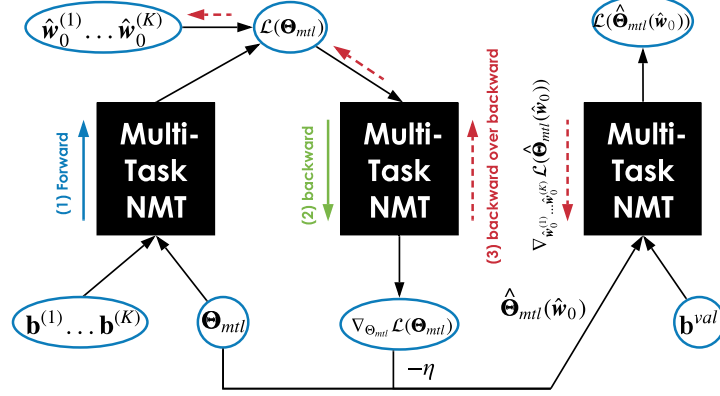 ŵ₀⁽¹⁾ … ŵ₀⁽ᴷ⁾
ℒ(Θ_mtl)
ℒ(Θ̂_mtl(ŵ₀))
(1) Forward
Multi-
Task
NMT
(2) backward
Multi-
Task
NMT
(3) backward over backward
∇_{ŵ₀⁽¹⁾…ŵ₀⁽ᴷ⁾} ℒ(Θ̂_mtl(ŵ₀))
Multi-
Task
NMT
b⁽¹⁾ … b⁽ᴷ⁾
Θ_mtl
∇_{Θ_mtl} ℒ(Θ_mtl)
Θ̂_mtl(ŵ₀)
b^val
−η